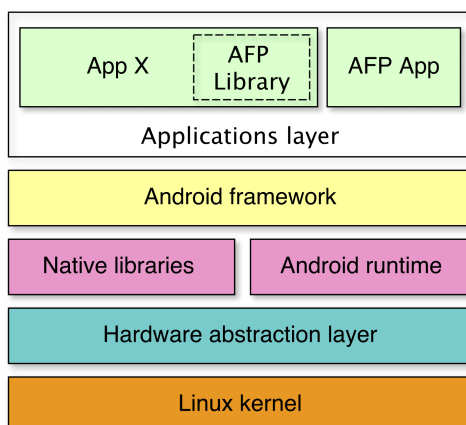 App X
AFP
Library
AFP App
Applications layer
Android framework
Native libraries
Android runtime
Hardware abstraction layer
Linux kernel